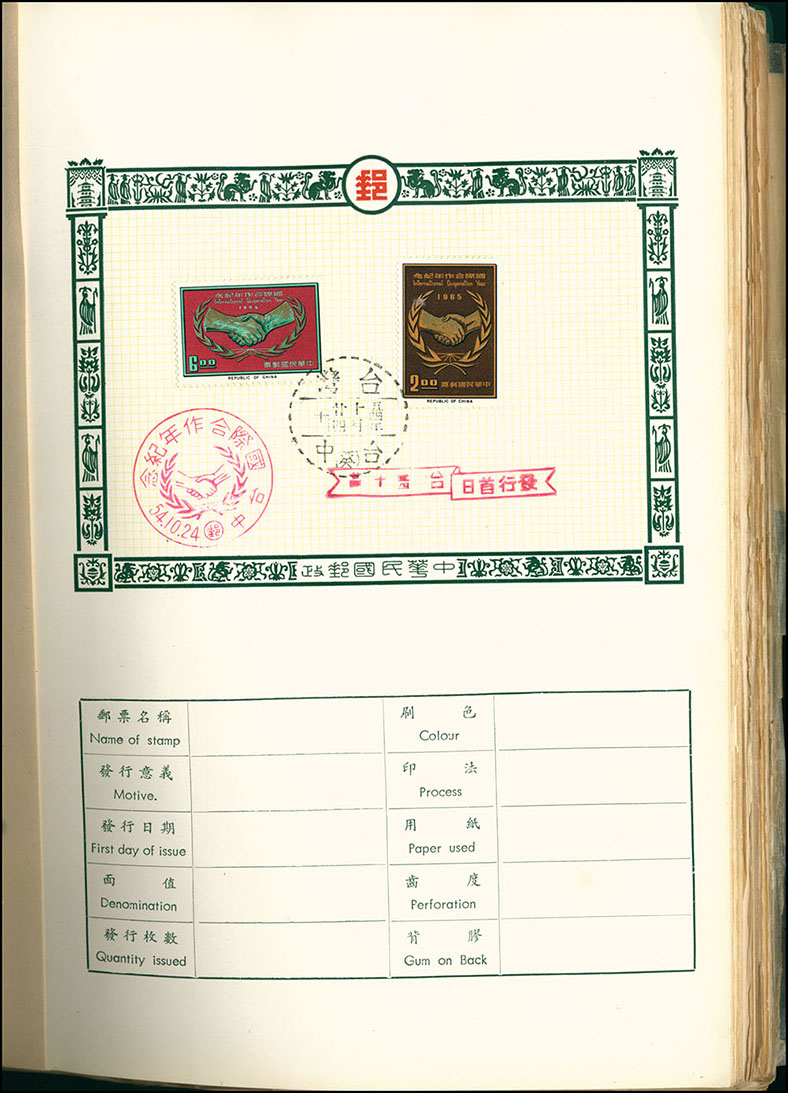 郵
國際合作年紀念
International Cooperation Year
1965
6.00
中華民國郵票
REPUBLIC OF CHINA
國際合作年紀念
International Cooperation Year
1965
2.00
中華民國郵票
REPUBLIC OF CHINA
台灣
台中
國際合作年紀念
台中
54.10.24
郵
發行首日
中華民國郵政
郵票名稱
Name of stamp
刷色
Colour
發行意義
Motive.
印法
Process
發行日期
First day of issue
用紙
Paper used
面值
Denomination
齒度
Perforation
發行枚數
Quantity issued
背膠
Gum on Back